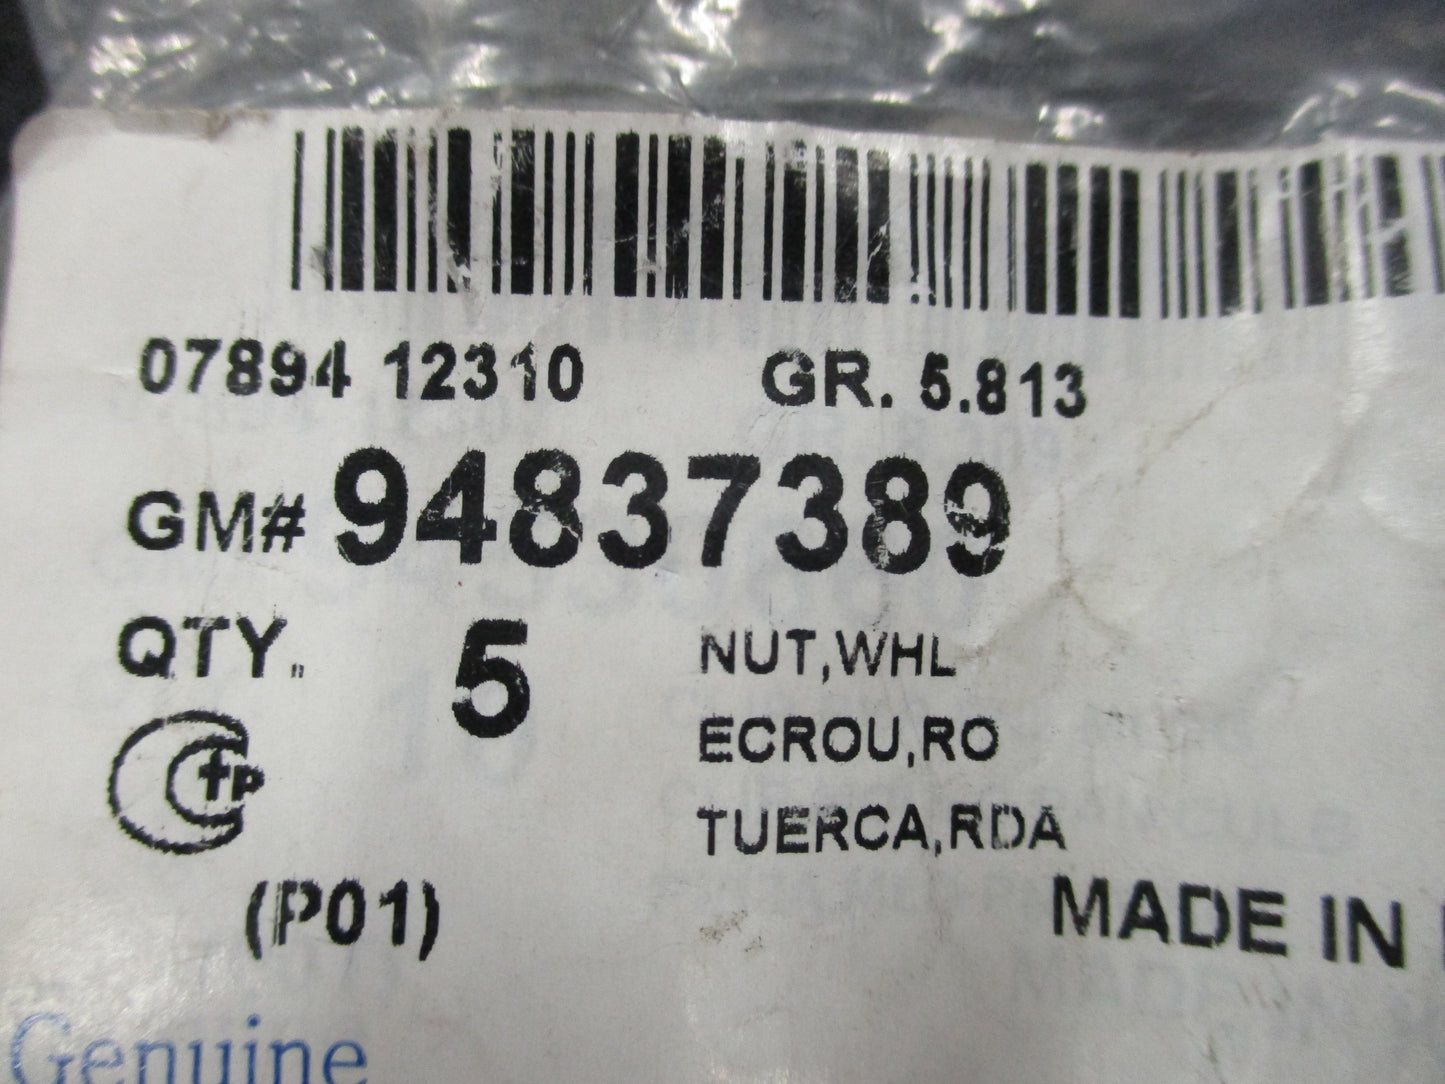 07894 12310 GR. 5.813
GM# 94837389
QTY. 5 NUT,WHL
ECROU,RO
TUERCA,RDA
(P01)
MADE IN
Genuine